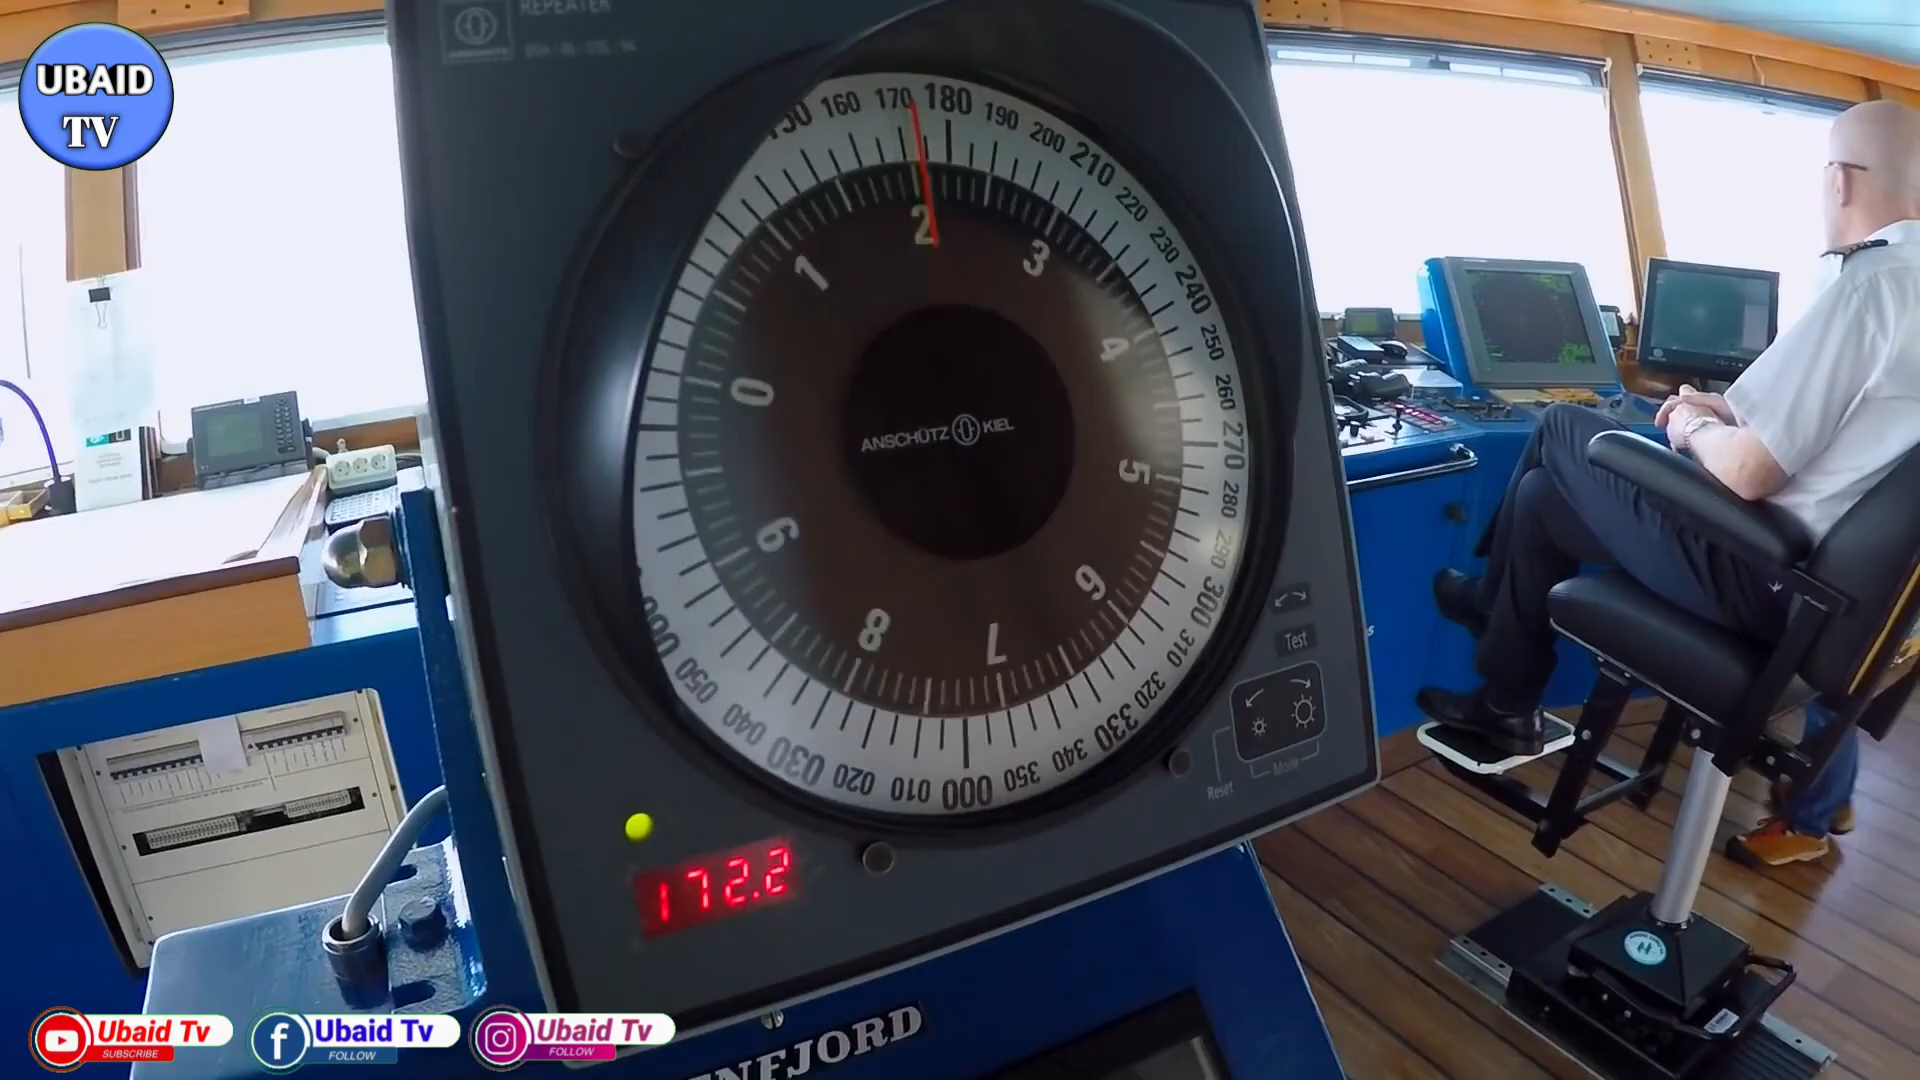 UBAID
TV
REPEATER
ANSCHÜTZ
160 170 180 190 200 210 220 230 240 250 260 270 280 290 300 310 320 330 340 350 000 010 020 030 040 050
0 1 2 3 4 5 6 7 8 9
ANSCHÜTZ KIEL
Test
Reset
Mode
172.2
NFJORD
Ubaid Tv
SUBSCRIBE
Ubaid Tv
FOLLOW
Ubaid Tv
FOLLOW